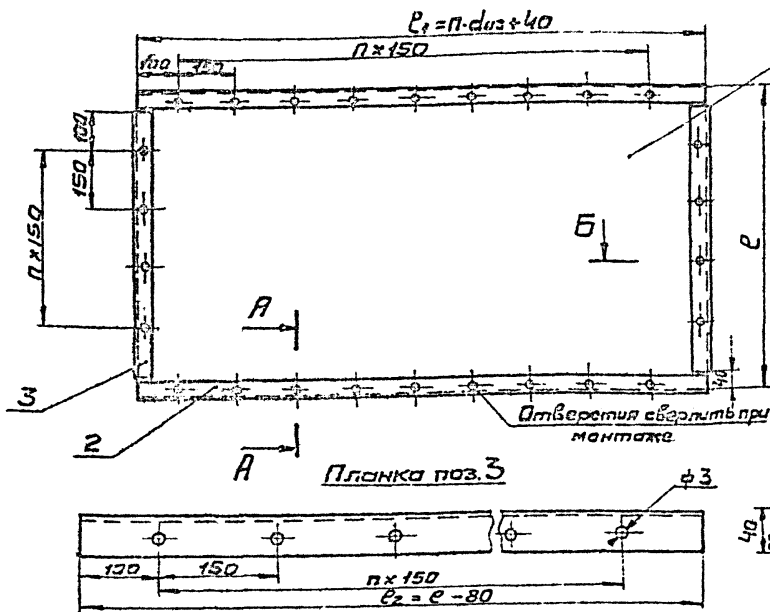 ℓ₁ = п·dиз+40
п×150
100 150
100
150
п×150
Б
ℓ
А
40
3
2
Отверстия сверлить при
монтаже
А
Планка поз. 3
ф3
40
100 150
п×150
ℓ₂ = ℓ-80